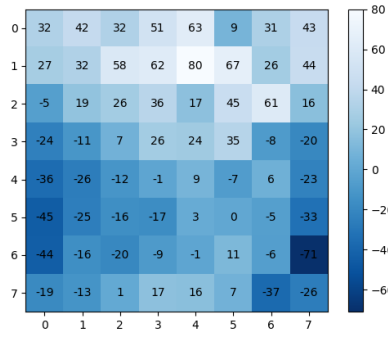 0 32 42 32 51 63 9 31 43
1 27 32 58 62 80 67 26 44
2 -5 19 26 36 17 45 61 16
3 -24 -11 7 26 24 35 -8 -20
4 -36 -26 -12 -1 9 -7 6 -23
5 -45 -25 -16 -17 3 0 -5 -33
6 -44 -16 -20 -9 -1 11 -6 -71
7 -19 -13 1 17 16 7 -37 -26
0 1 2 3 4 5 6 7
80
60
40
20
0
−20
−40